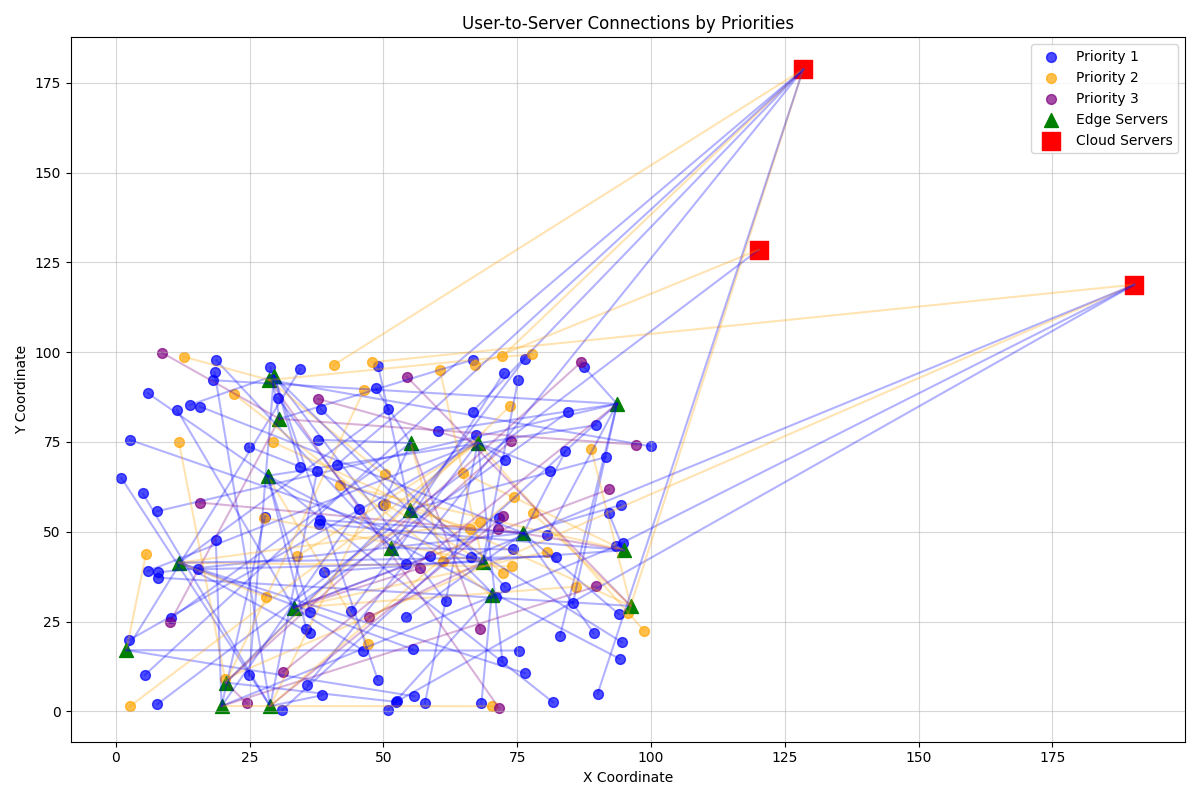 User-to-Server Connections by Priorities
Priority 1
Priority 2
Priority 3
Edge Servers
Cloud Servers
Y Coordinate
175
150
125
100
75
50
25
0
0 25 50 75 100 125 150 175
X Coordinate